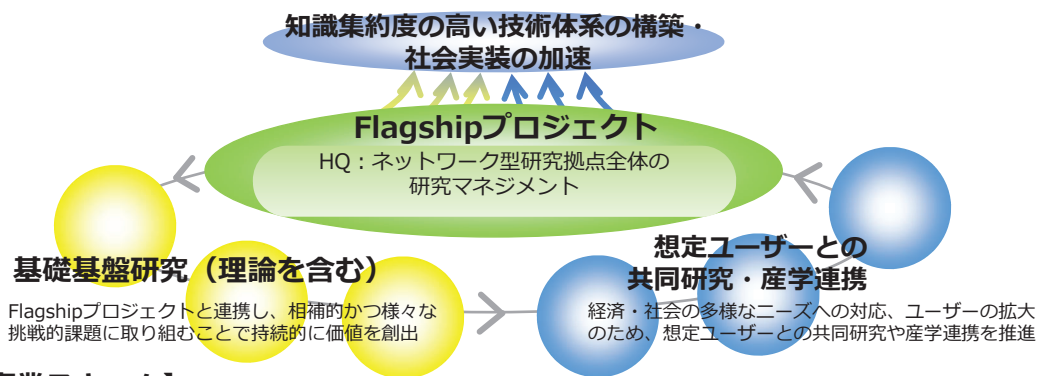 知識集約度の高い技術体系の構築・
社会実装の加速
Flagshipプロジェクト
HQ：ネットワーク型研究拠点全体の
研究マネジメント
基礎基盤研究（理論を含む）
Flagshipプロジェクトと連携し、相補的かつ様々な
挑戦的課題に取り組むことで持続的に価値を創出
想定ユーザーとの
共同研究・産学連携
経済・社会の多様なニーズへの対応、ユーザーの拡大
のため、想定ユーザーとの共同研究や産学連携を推進